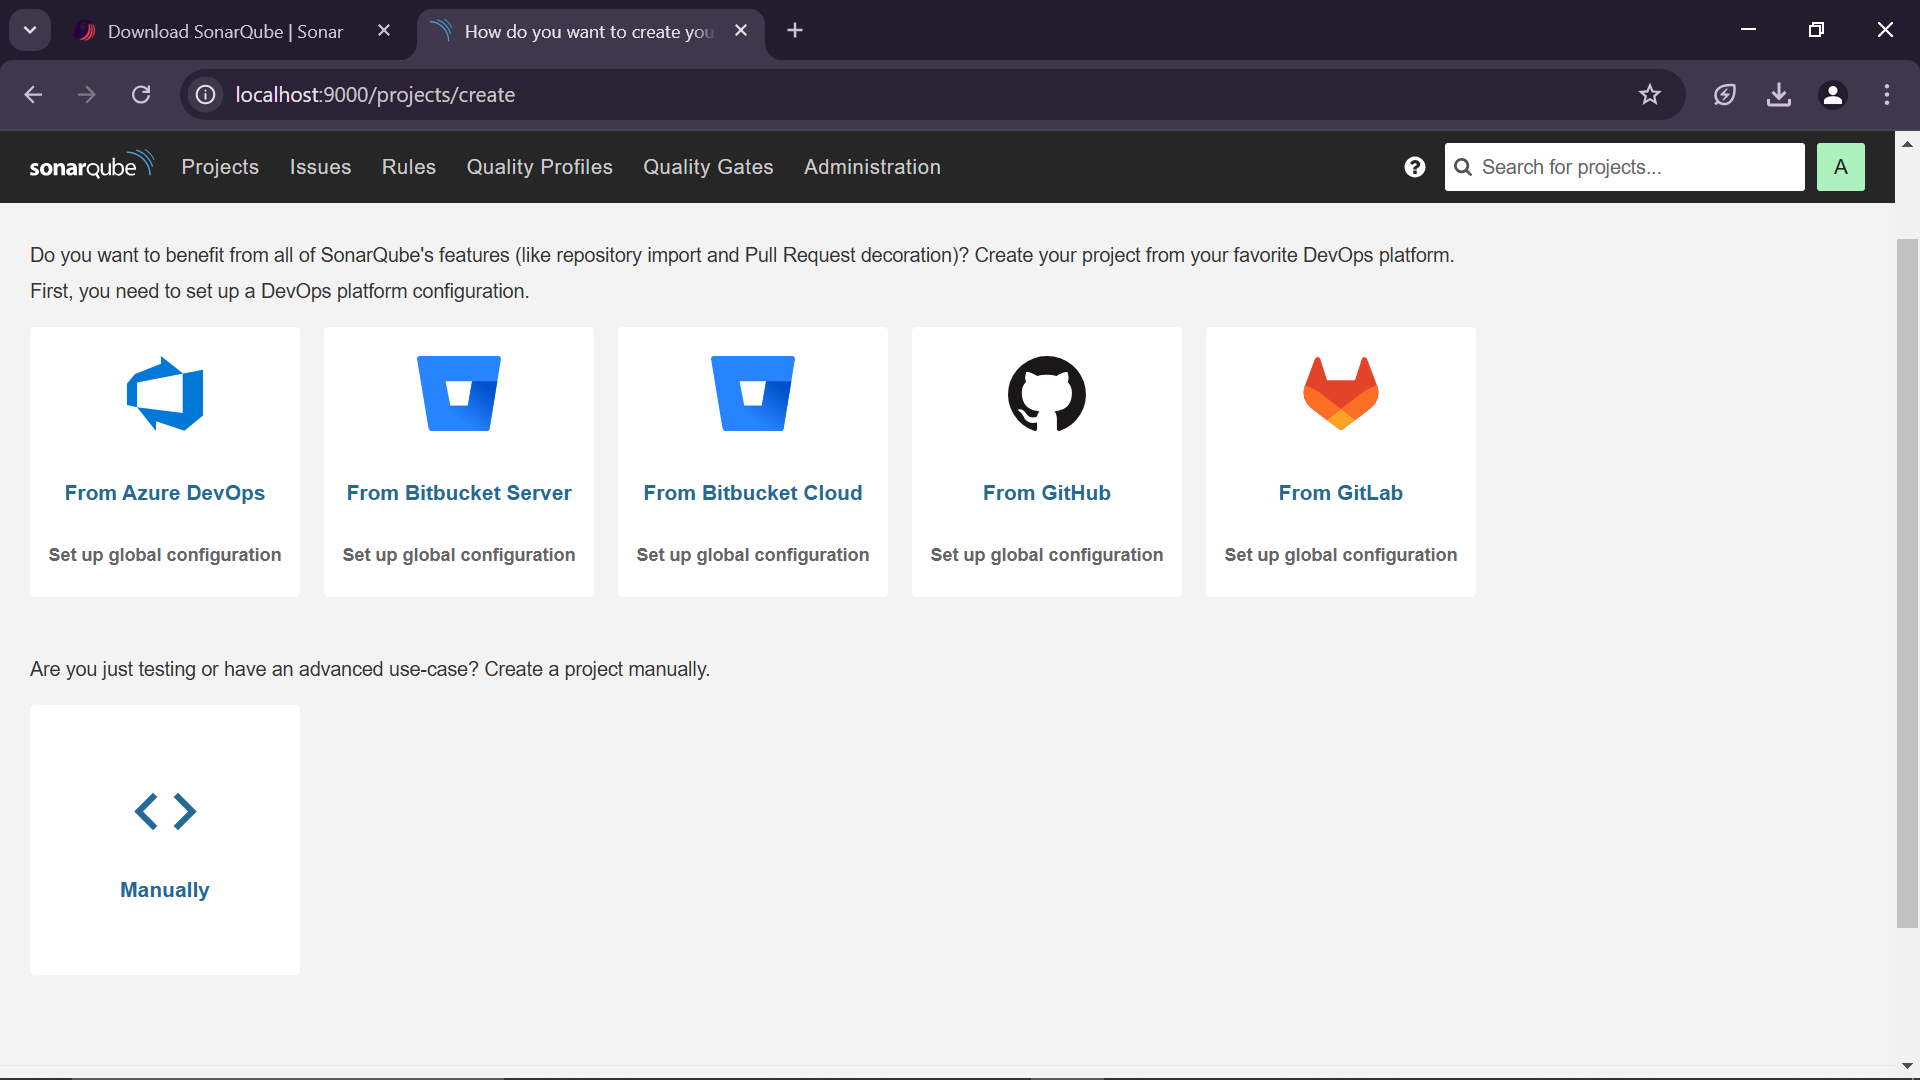 Download SonarQube | Sonar
How do you want to create you
localhost:9000/projects/create
sonarqube Projects Issues Rules Quality Profiles Quality Gates Administration ? Search for projects... A
Do you want to benefit from all of SonarQube's features (like repository import and Pull Request decoration)? Create your project from your favorite DevOps platform.
First, you need to set up a DevOps platform configuration.
From Azure DevOps From Bitbucket Server From Bitbucket Cloud From GitHub From GitLab
Set up global configuration Set up global configuration Set up global configuration Set up global configuration Set up global configuration
Are you just testing or have an advanced use-case? Create a project manually.
Manually